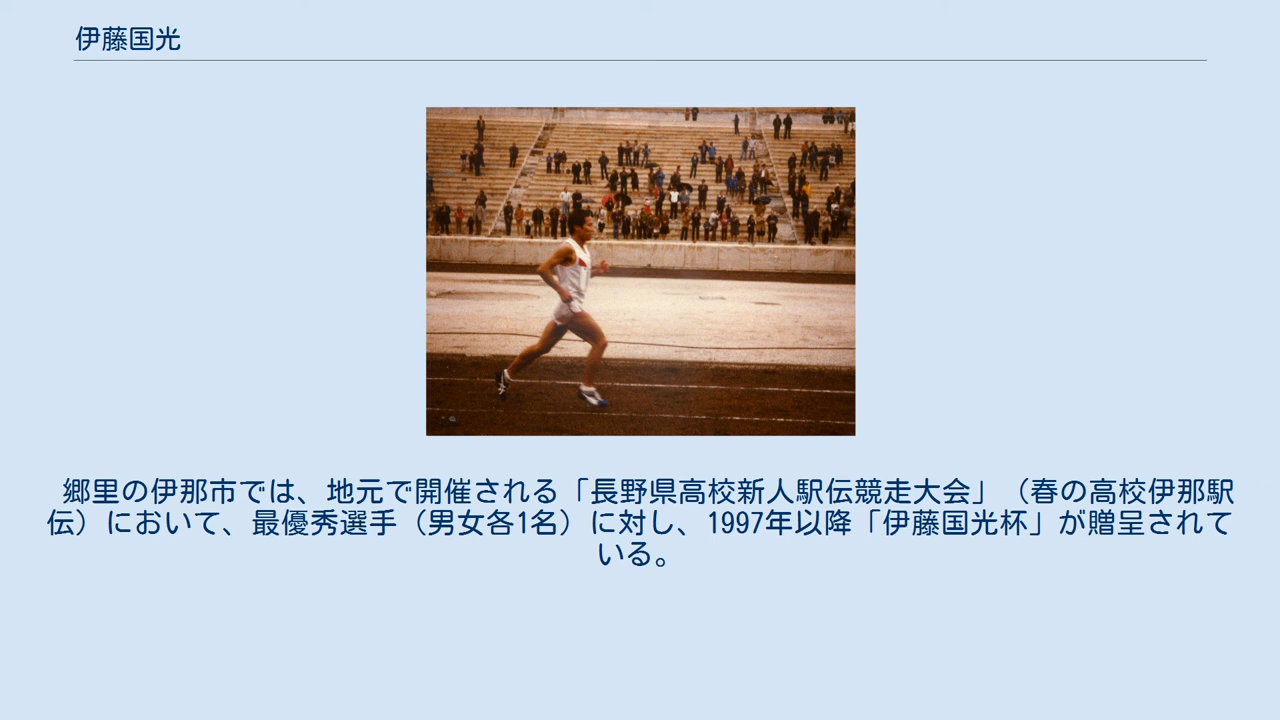 伊藤国光
郷里の伊那市では、地元で開催される「長野県高校新人駅伝競走大会」（春の高校伊那駅
伝）において、最優秀選手（男女各1名）に対し、1997年以降「伊藤国光杯」が贈呈されて
いる。